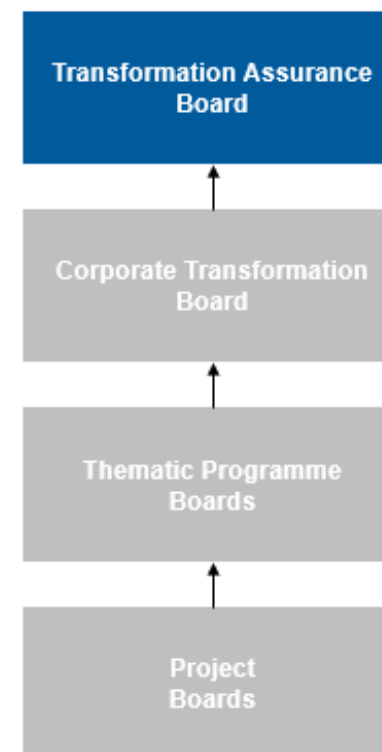 Transformation Assurance
Board
Corporate Transformation
Board
Thematic Programme
Boards
Project
Boards